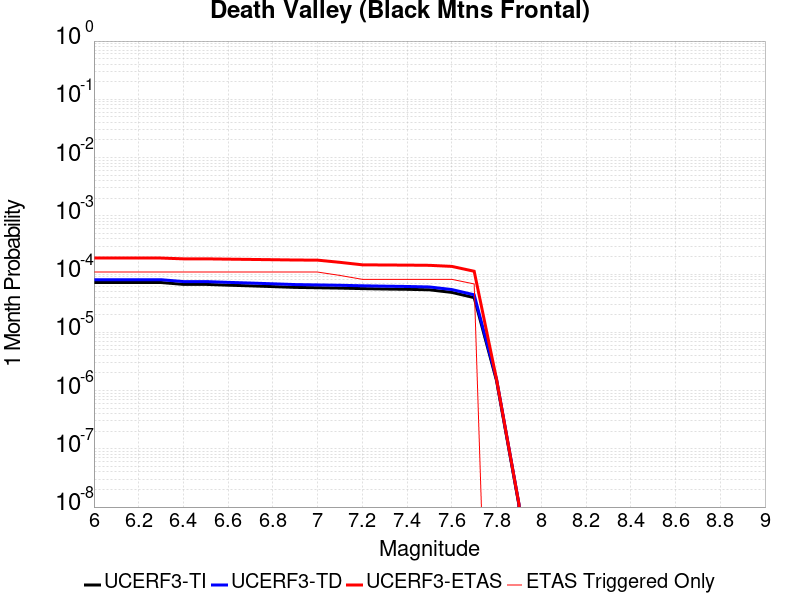 Death Valley (Black Mtns Frontal)
10 0
10 -1
10 -2
10 -3
10 -4
10 -5
10 -6
10 -7
10 -8
1 Month Probability
6 6.2 6.4 6.6 6.8 7 7.2 7.4 7.6 7.8 8 8.2 8.4 8.6 8.8 9
Magnitude
UCERF3-TI UCERF3-TD UCERF3-ETAS ETAS Triggered Only